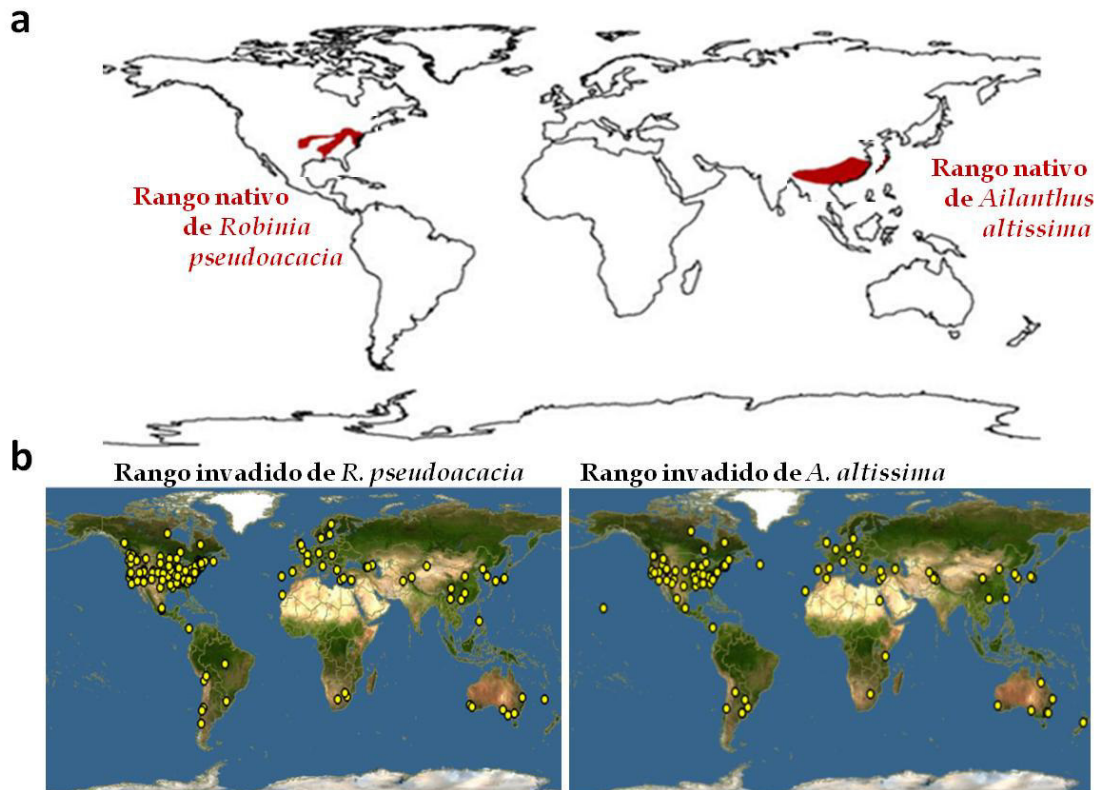 a
Rango nativo
de Robinia
pseudoacacia
Rango nativo
de Ailanthus
altissima
b
Rango invadido de R. pseudoacacia
Rango invadido de A. altissima